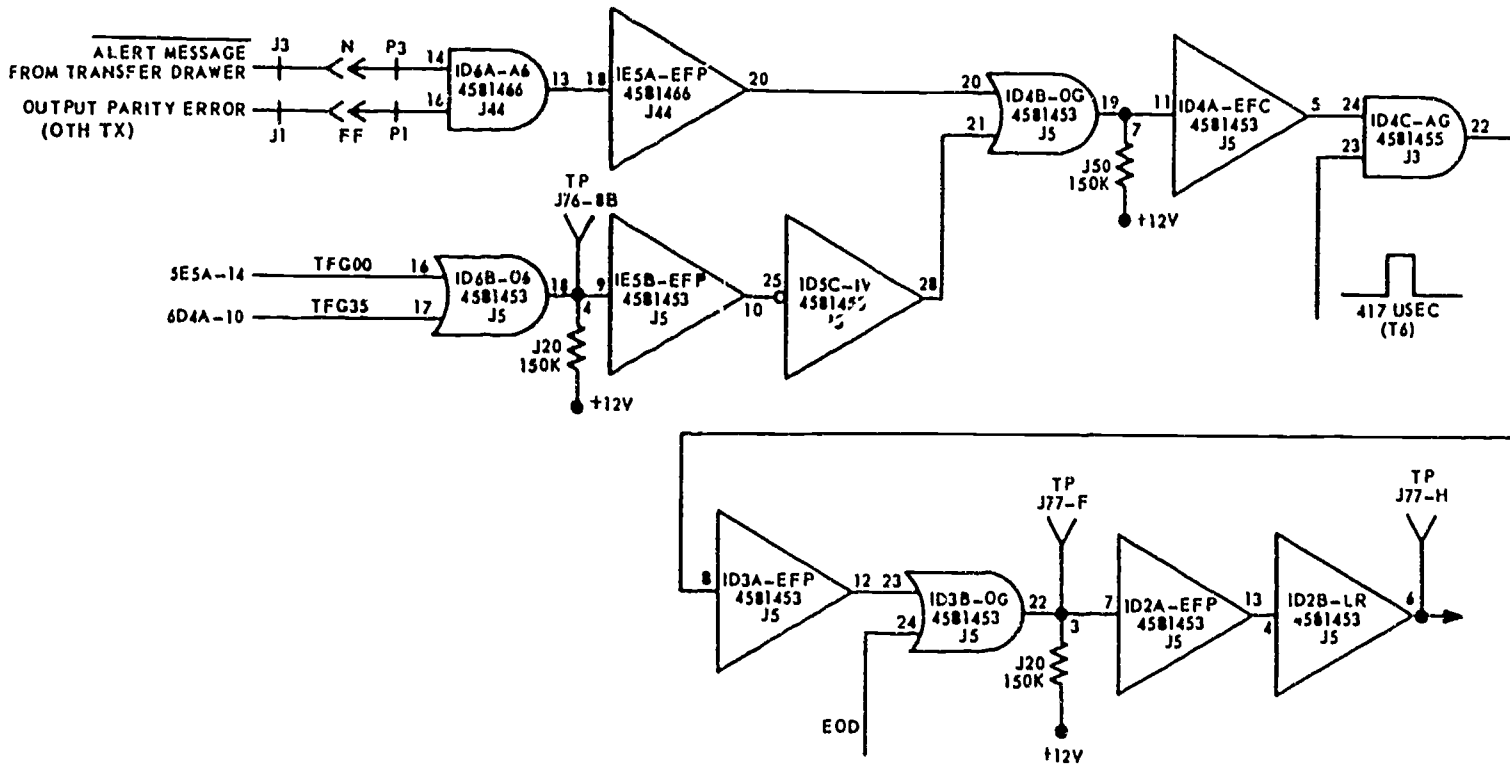 ALERT MESSAGE
FROM TRANSFER DRAWER
J3
N
P3
14
OUTPUT PARITY ERROR
(OTH TX)
J1
FF
P1
16
ID6A-A6
4581466
J44
13
18
IE5A-EFP
4581466
J44
20
20
21
ID4B-OG
4581453
J5
19
7
11
J50
150K
+12V
ID4A-EFC
4581453
J5
5
24
23
ID4C-AG
4581455
J3
22
417 USEC
(T6)
TP
J76-8B
5E5A-14
TFG00
16
6D4A-10
TFG35
17
ID6B-O6
4581453
J5
18
4
9
J20
150K
+12V
IE5B-EFP
4581453
J5
10
25
ID5C-IV
28
8
ID3A-EFP
4581453
J5
12
23
24
EOD
ID3B-OG
4581453
J5
22
3
7
TP
J77-F
J20
150K
+12V
ID2A-EFP
4581453
J5
13
4
ID2B-LR
4581453
J5
6
TP
J77-H